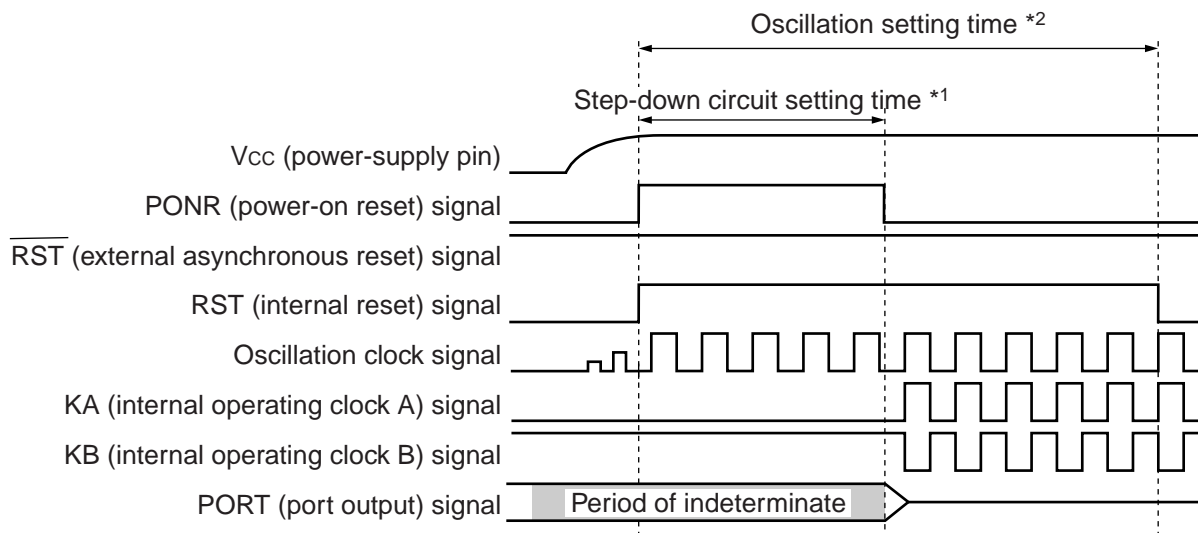 Oscillation setting time *2
Step-down circuit setting time *1
Vcc (power-supply pin)
PONR (power-on reset) signal
R̅S̅T̅ (external asynchronous reset) signal
RST (internal reset) signal
Oscillation clock signal
KA (internal operating clock A) signal
KB (internal operating clock B) signal
PORT (port output) signal
Period of indeterminate